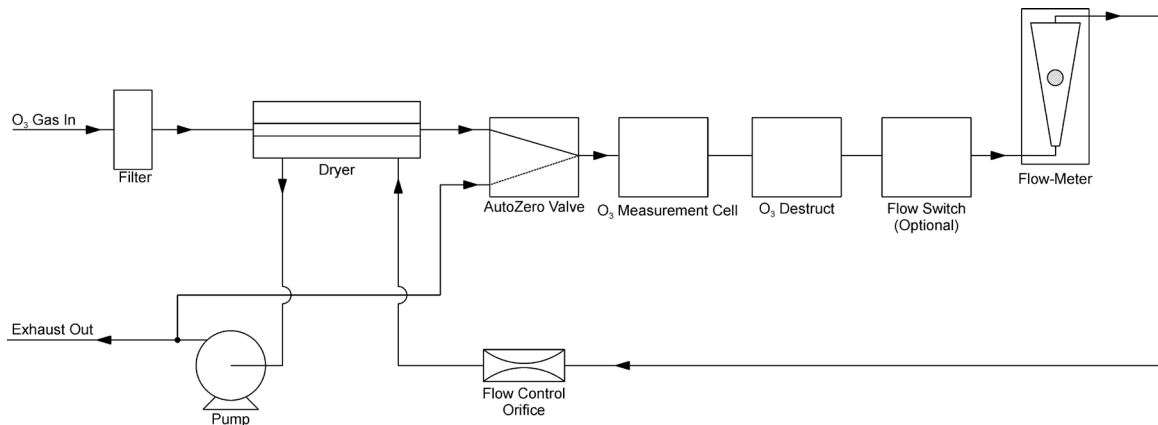 O₃ Gas In
Filter
Dryer
AutoZero Valve
O₃ Measurement Cell
O₃ Destruct
Flow Switch
(Optional)
Flow-Meter
Exhaust Out
Pump
Flow Control
Orifice